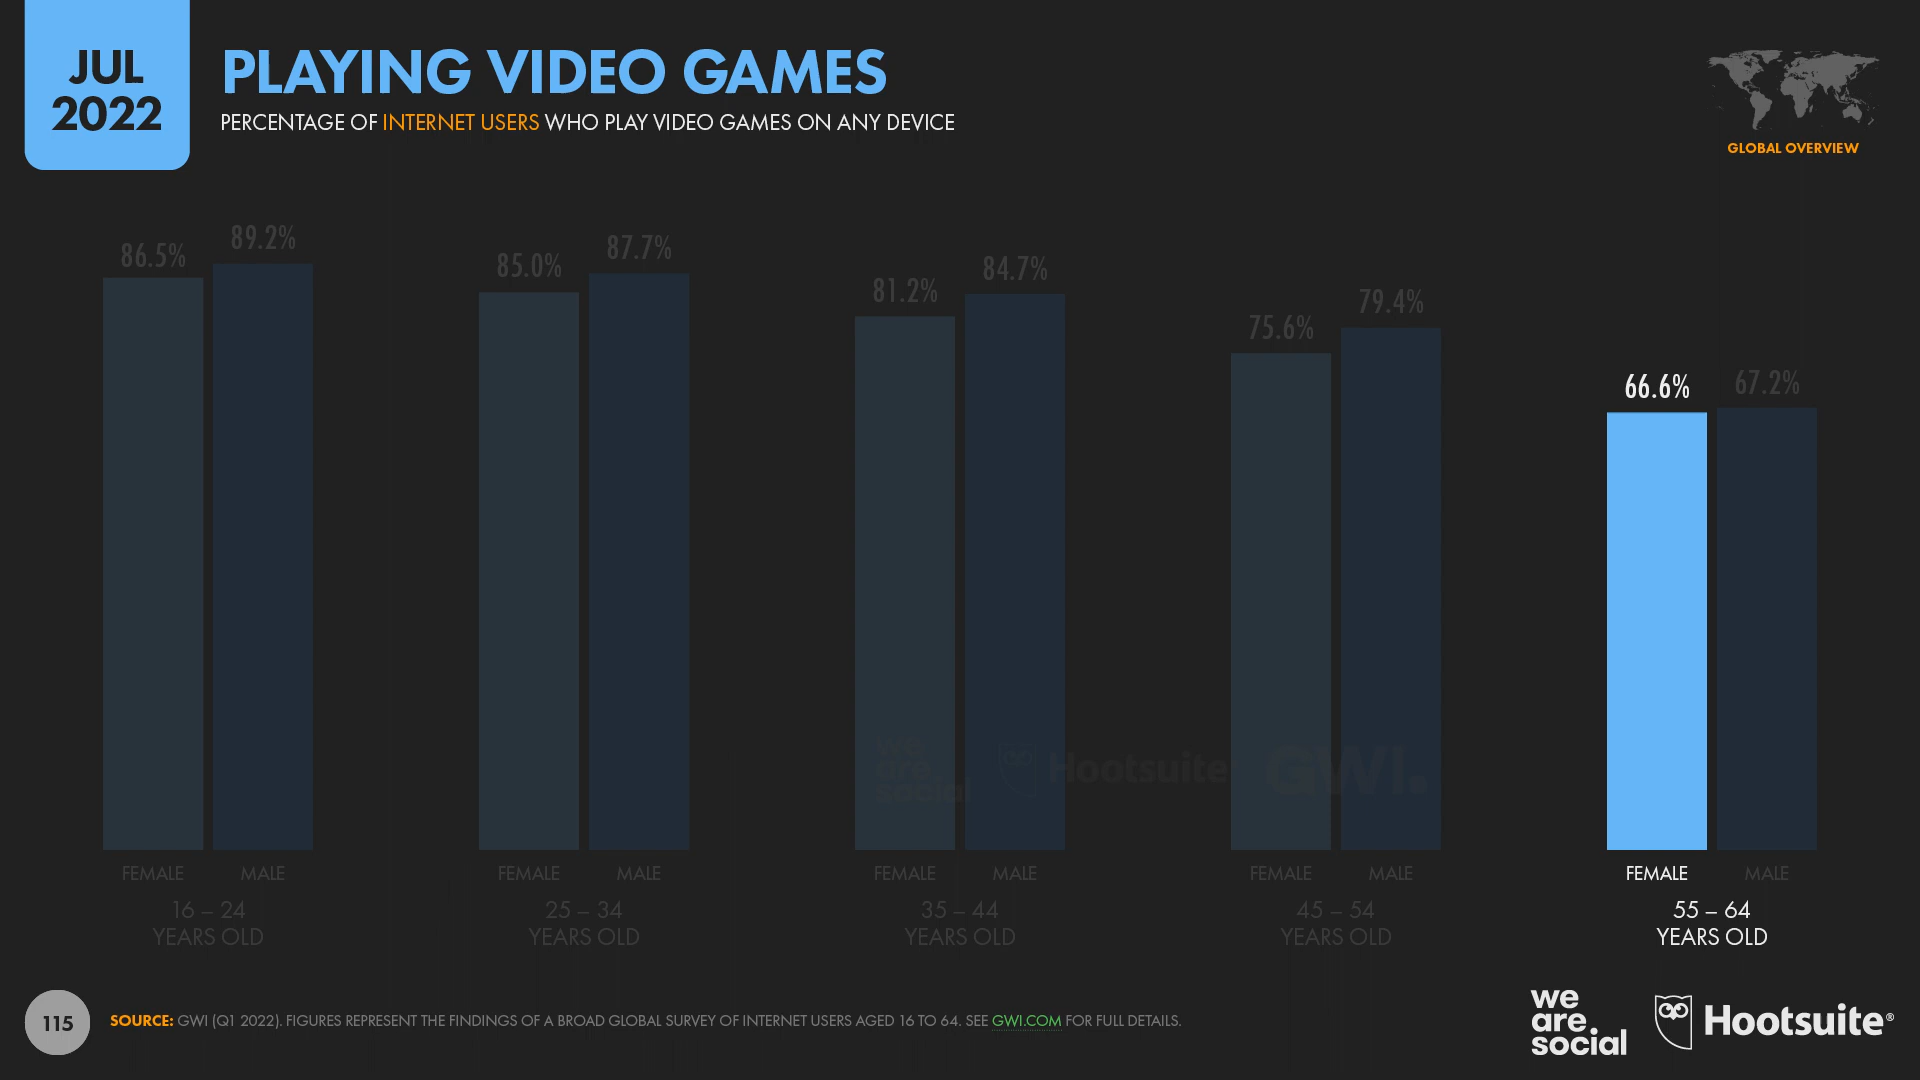 JUL
2022
PLAYING VIDEO GAMES
PERCENTAGE OF INTERNET USERS WHO PLAY VIDEO GAMES ON ANY DEVICE
GLOBAL OVERVIEW
86.5%
89.2%
85.0%
87.7%
81.2%
84.7%
75.6%
79.4%
66.6%
67.2%
we
are
social
Hootsuite
GWI.
FEMALE MALE
FEMALE MALE
FEMALE MALE
FEMALE MALE
FEMALE MALE
16 – 24
YEARS OLD
25 – 34
YEARS OLD
35 – 44
YEARS OLD
45 – 54
YEARS OLD
55 – 64
YEARS OLD
115
SOURCE: GWI (Q1 2022). FIGURES REPRESENT THE FINDINGS OF A BROAD GLOBAL SURVEY OF INTERNET USERS AGED 16 TO 64. SEE GWI.COM FOR FULL DETAILS.
we
are
social
Hootsuite®